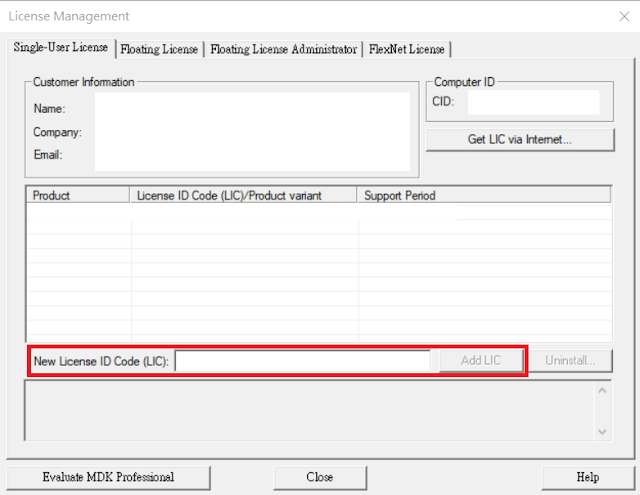 License Management
Single-User License Floating License Floating License Administrator FlexNet License
Customer Information
Name:
Company:
Email:
Computer ID
CID:
Get LIC via Internet...
Product License ID Code (LIC)/Product variant Support Period
New License ID Code (LIC): Add LIC Uninstall...
Evaluate MDK Professional Close Help